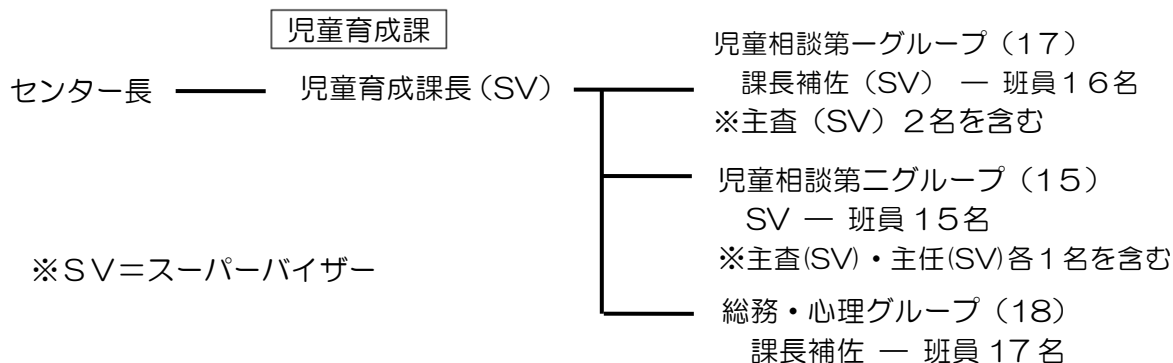 児童育成課
センター長 児童育成課長(SV)
児童相談第一グループ(17)
課長補佐(SV) ― 班員16名
※主査(SV)2名を含む
児童相談第二グループ(15)
SV ― 班員15名
※主査(SV)・主任(SV)各1名を含む
※SV=スーパーバイザー
総務・心理グループ(18)
課長補佐 ― 班員17名